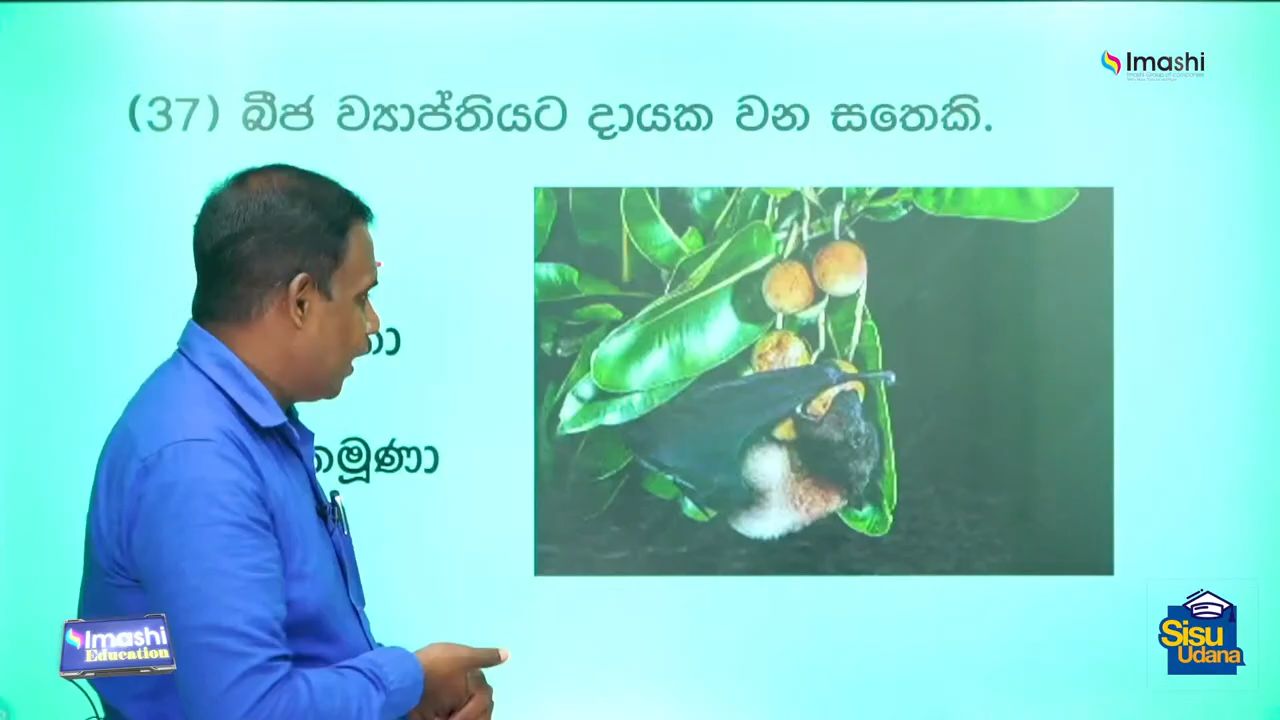 Imashi
(37) බීජ ව්‍යාප්තියට දායක වන සතෙකි.
Imashi
Education
Sisu
Udana